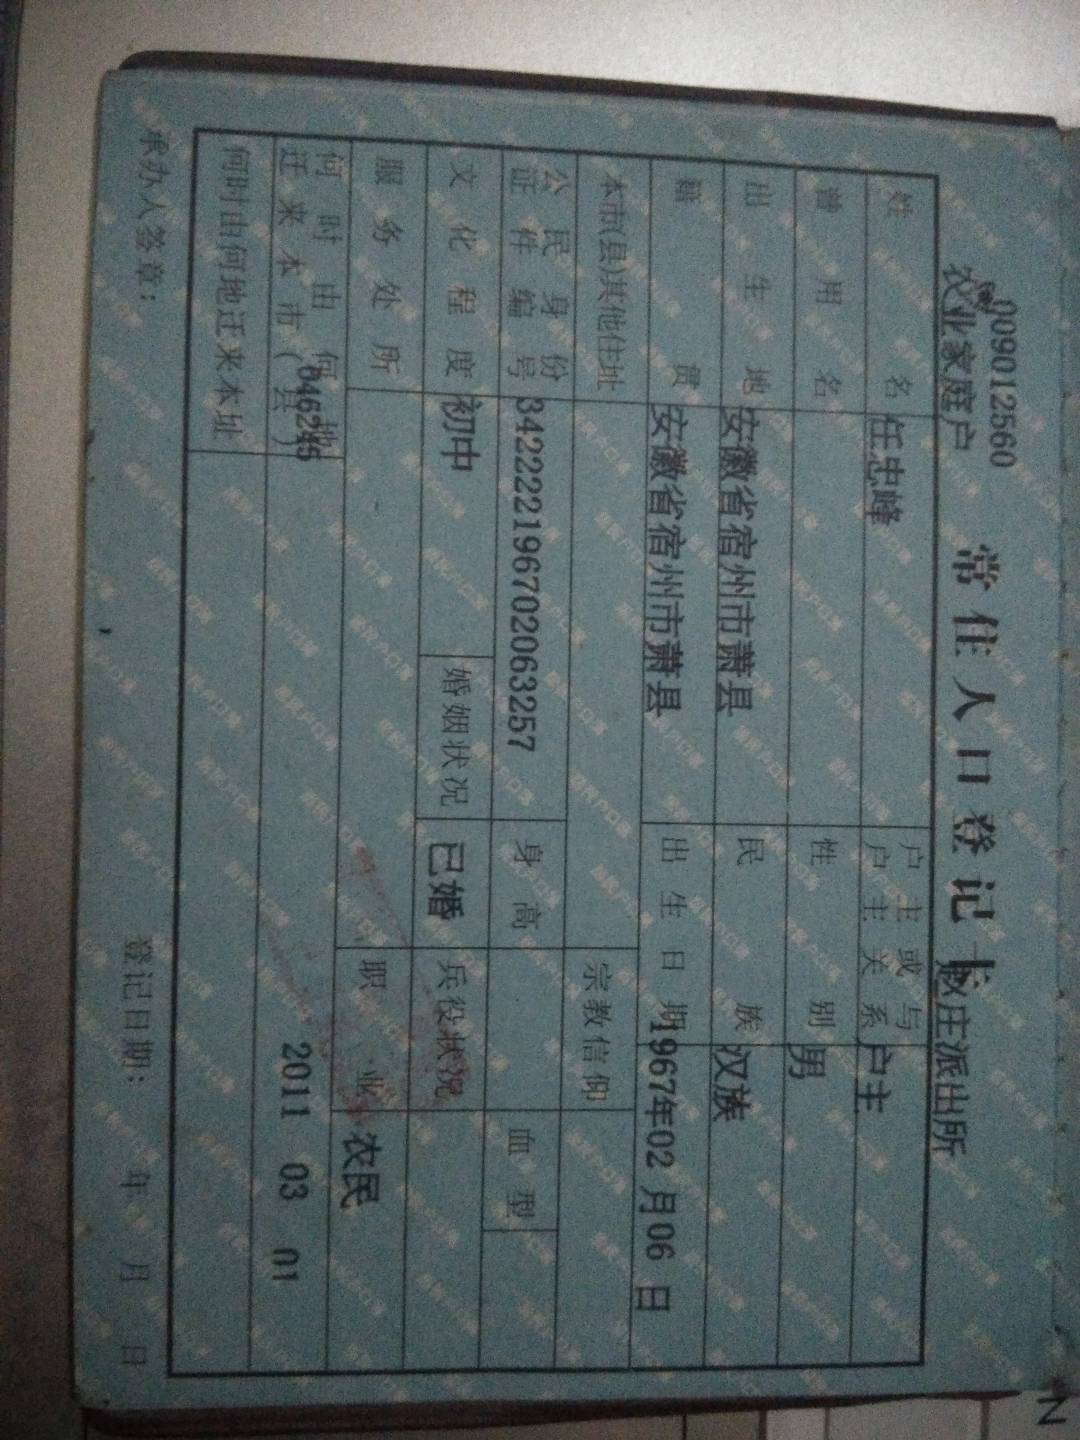 009012560
农业家庭户
常住人口登记卡
赵庄派出所
姓名 任忠峰 户主或与户主关系 户主
曾用名 性别 男
出生地 安徽省宿州市萧县 民族 汉族
籍贯 安徽省宿州市萧县 出生日期 1967年02月06日
本市(县)其他住址 宗教信仰
公民身份证件编号 342222196702063257 身高 血型
文化程度 初中 婚姻状况 已婚 兵役状况
服务处所 职业 农民
何时由何地迁来本市(县)
2011 03 01
何时由何地迁来本址
承办人签章: 登记日期: 年 月 日